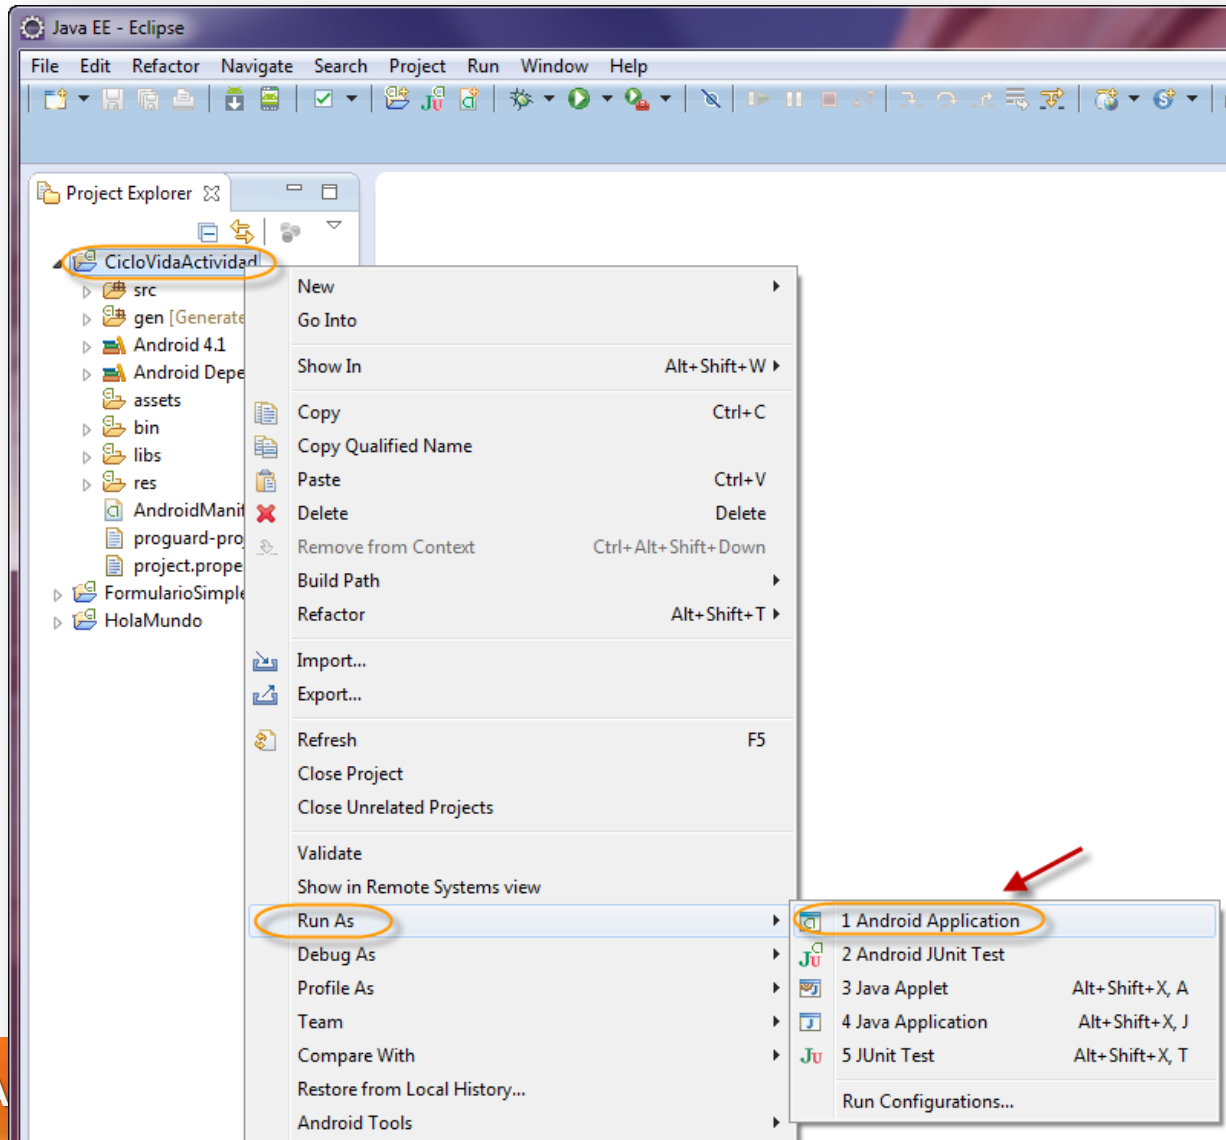 Java EE - Eclipse
File Edit Refactor Navigate Search Project Run Window Help
Project Explorer
CicloVidaActividad
src
gen [Generate
Android 4.1
Android Depe
assets
bin
libs
res
AndroidManif
proguard-pro
project.prope
FormularioSimple
HolaMundo
New
Go Into
Show In Alt+Shift+W
Copy Ctrl+C
Copy Qualified Name
Paste Ctrl+V
Delete Delete
Remove from Context Ctrl+Alt+Shift+Down
Build Path
Refactor Alt+Shift+T
Import...
Export...
Refresh F5
Close Project
Close Unrelated Projects
Validate
Show in Remote Systems view
Run As
Debug As
Profile As
Team
Compare With
Restore from Local History...
Android Tools
1 Android Application
2 Android JUnit Test
3 Java Applet Alt+Shift+X, A
4 Java Application Alt+Shift+X, J
5 JUnit Test Alt+Shift+X, T
Run Configurations...